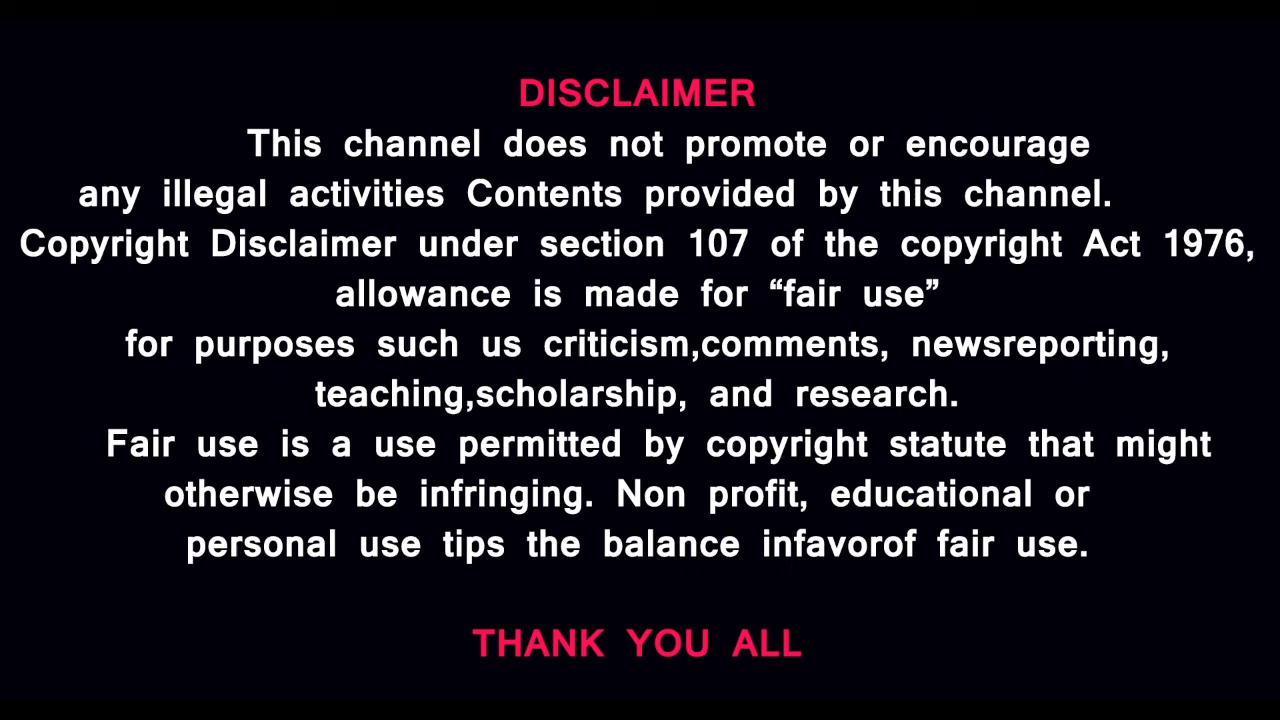 DISCLAIMER
This channel does not promote or encourage
any illegal activities Contents provided by this channel.
Copyright Disclaimer under section 107 of the copyright Act 1976,
allowance is made for “fair use”
for purposes such us criticism,comments, newsreporting,
teaching,scholarship, and research.
Fair use is a use permitted by copyright statute that might
otherwise be infringing. Non profit, educational or
personal use tips the balance infavorof fair use.
THANK YOU ALL